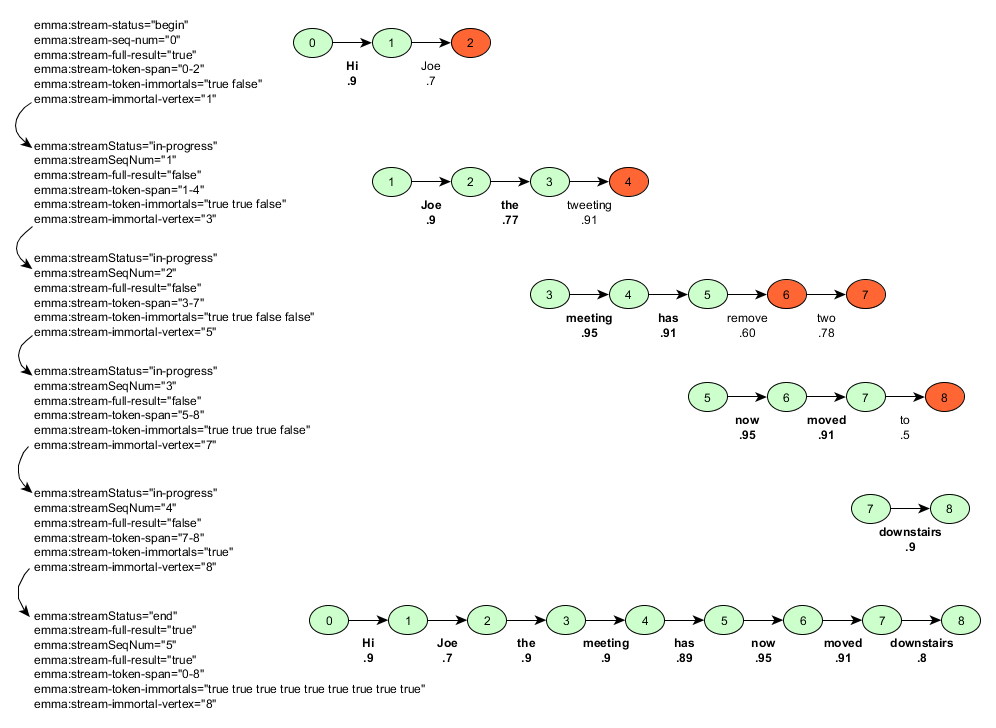 emma:stream-status="begin"
emma:stream-seq-num="0"
emma:stream-full-result="true"
emma:stream-token-span="0-2"
emma:stream-token-immortals="true false"
emma:stream-immortal-vertex="1"
0 1 2
Hi Joe
.9 .7
emma:streamStatus="in-progress"
emma:streamSeqNum="1"
emma:stream-full-result="false"
emma:stream-token-span="1-4"
emma:stream-token-immortals="true true false"
emma:stream-immortal-vertex="3"
1 2 3 4
Joe the tweeting
.9 .77 .91
emma:streamStatus="in-progress"
emma:streamSeqNum="2"
emma:stream-full-result="false"
emma:stream-token-span="3-7"
emma:stream-token-immortals="true true false false"
emma:stream-immortal-vertex="5"
3 4 5 6 7
meeting has remove two
.95 .91 .60 .78
emma:streamStatus="in-progress"
emma:streamSeqNum="3"
emma:stream-full-result="false"
emma:stream-token-span="5-8"
emma:stream-token-immortals="true true true false"
emma:stream-immortal-vertex="7"
5 6 7 8
now moved to
.95 .91 .5
emma:streamStatus="in-progress"
emma:streamSeqNum="4"
emma:stream-full-result="false"
emma:stream-token-span="7-8"
emma:stream-token-immortals="true"
emma:stream-immortal-vertex="8"
7 8
downstairs
.9
emma:streamStatus="end"
emma:stream-full-result="true"
emma:streamSeqNum="5"
emma:stream-full-result="true"
emma:stream-token-span="0-8"
emma:stream-token-immortals="true true true true true true true true true"
emma:stream-immortal-vertex="8"
0 1 2 3 4 5 6 7 8
Hi Joe the meeting has now moved downstairs
.9 .7 .9 .9 .89 .95 .91 .8